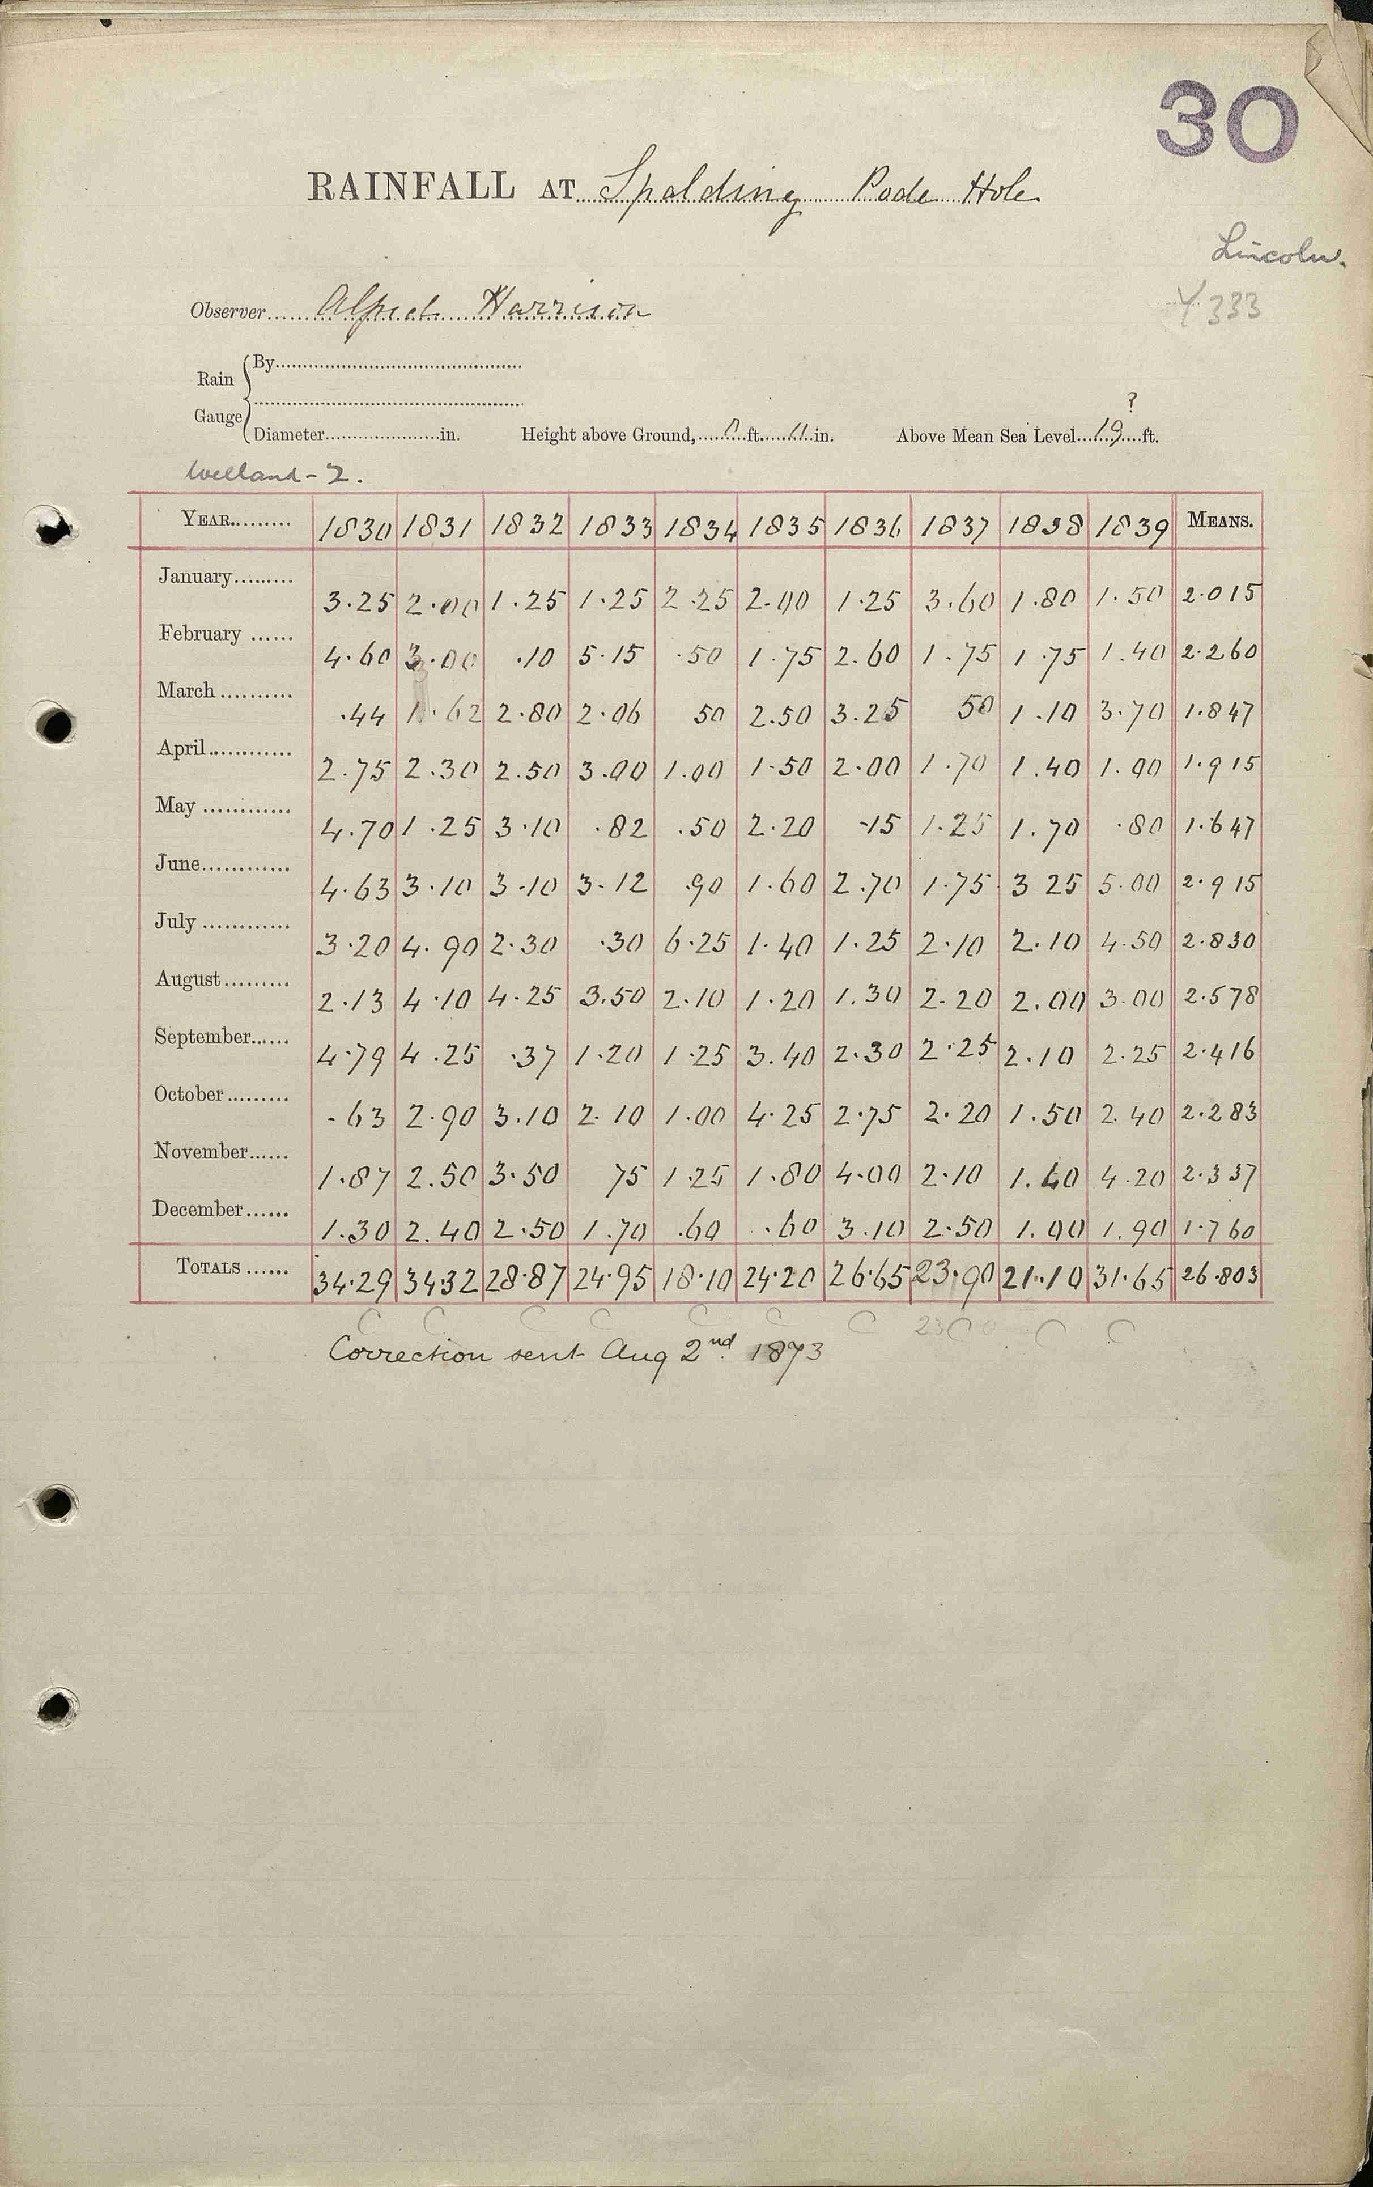 30
RAINFALL AT Spalding Pode Hole
Lincoln.
Observer Alfred Harrison
Y 333
Rain Gauge { By
Diameter in. Height above Ground, 0 ft. 11 in. Above Mean Sea Level 19 ? ft.
Welland - 2.
YEAR 1830 1831 1832 1833 1834 1835 1836 1837 1838 1839 MEANS.
January 3.25 2.00 1.25 1.25 2.25 2.00 1.25 3.60 1.80 1.50 2.015
February 4.60 3.00 .10 5.15 .50 1.75 2.60 1.75 1.75 1.40 2.260
March .44 1.62 2.80 2.06 50 2.50 3.25 50 1.10 3.70 1.847
April 2.75 2.30 2.50 3.00 1.00 1.50 2.00 1.70 1.40 1.00 1.915
May 4.70 1.25 3.10 .82 .50 2.20 .15 1.25 1.70 .80 1.647
June 4.63 3.10 3.10 3.12 .90 1.60 2.70 1.75 3 25 5.00 2.915
July 3.20 4.90 2.30 .30 6.25 1.40 1.25 2.10 2.10 4.50 2.830
August 2.13 4.10 4.25 3.50 2.10 1.20 1.30 2.20 2.00 3.00 2.578
September 4.79 4.25 .37 1.20 1.25 3.40 2.30 2.25 2.10 2.25 2.416
October .63 2.90 3.10 2.10 1.00 4.25 2.75 2.20 1.50 2.40 2.283
November 1.87 2.50 3.50 75 1.25 1.80 4.00 2.10 1.40 4.20 2.337
December 1.30 2.40 2.50 1.70 .60 .60 3.10 2.50 1.00 1.90 1.760
TOTALS 34.29 34.32 28.87 24.95 18.10 24.20 26.65 23.90 21.10 31.65 26.803
C C C C C C C C C C
Correction sent Aug 2nd 1873